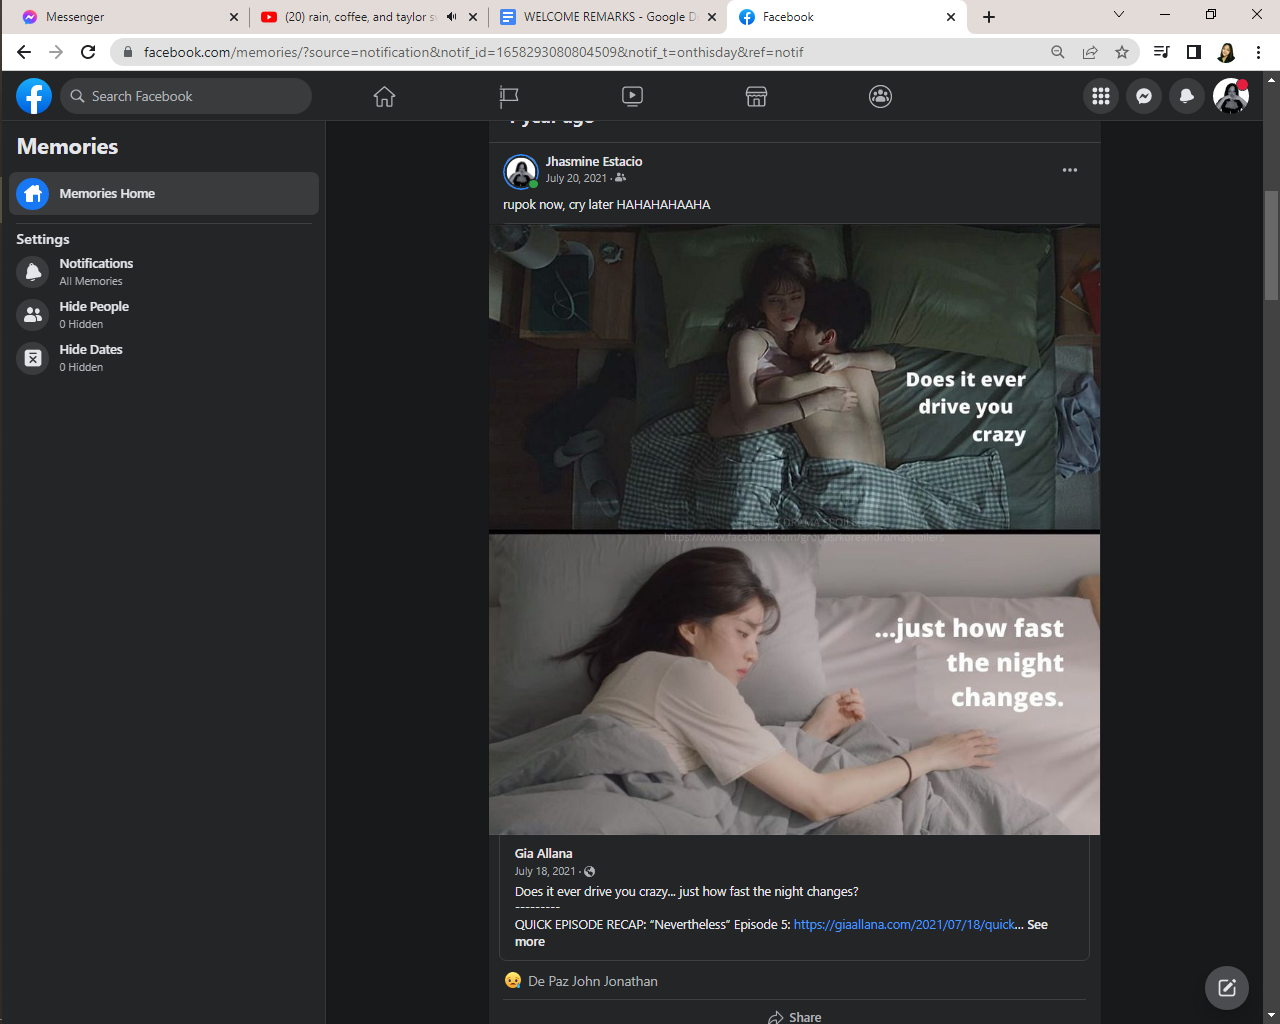 Messenger
(20) rain, coffee, and taylor s
WELCOME REMARKS - Google D
Facebook
facebook.com/memories/?source=notification&notif_id=1658293080804509&notif_t=onthisday&ref=notif
Search Facebook
Memories
Memories Home
Settings
Notifications
All Memories
Hide People
0 Hidden
Hide Dates
0 Hidden
1 year ago
Jhasmine Estacio
July 20, 2021 ·
rupok now, cry later HAHAHAHAAHA
Does it ever
drive you
crazy
https://www.facebook.com/groups/koreandramaspoilers
...just how fast
the night
changes.
Gia Allana
July 18, 2021 ·
Does it ever drive you crazy... just how fast the night changes?
---------
QUICK EPISODE RECAP: “Nevertheless” Episode 5: https://giaallana.com/2021/07/18/quick... See
more
De Paz John Jonathan
Share